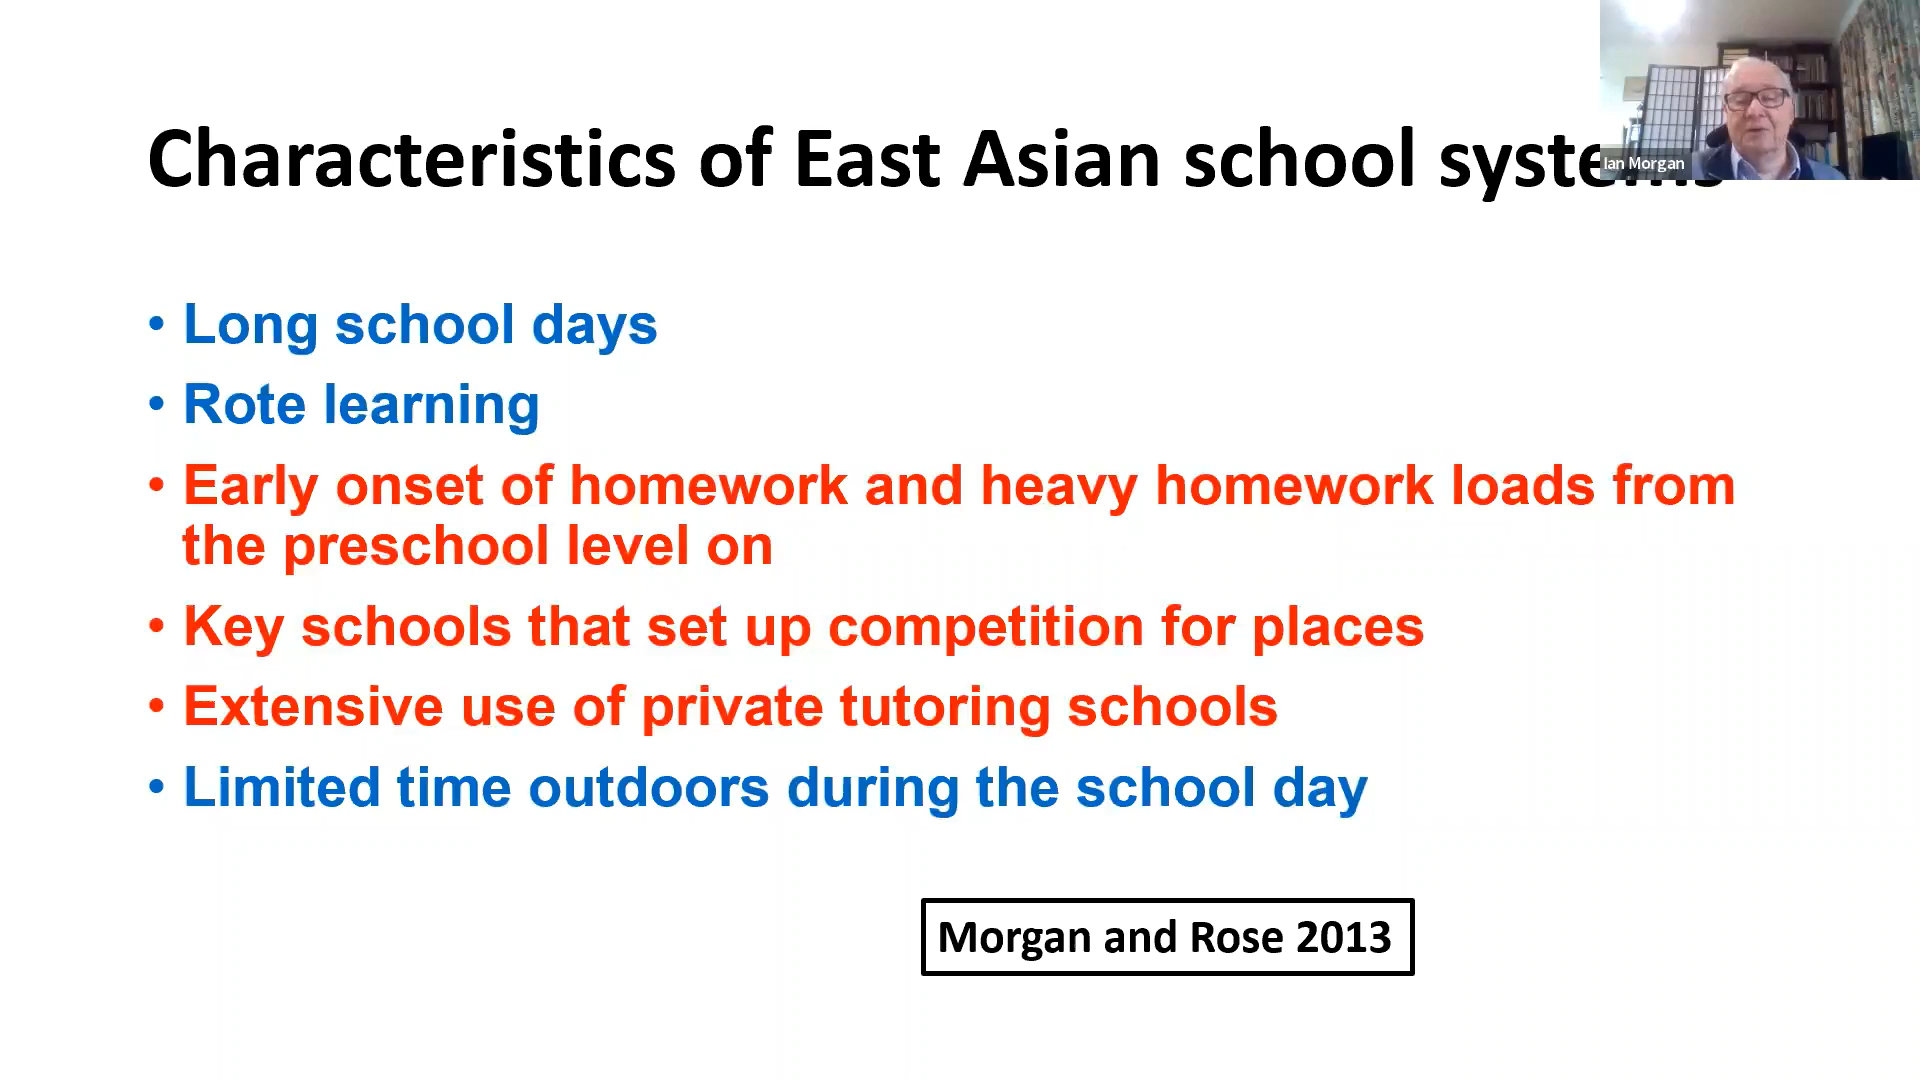 Characteristics of East Asian school systems
Ian Morgan
• Long school days
• Rote learning
• Early onset of homework and heavy homework loads from
the preschool level on
• Key schools that set up competition for places
• Extensive use of private tutoring schools
• Limited time outdoors during the school day
Morgan and Rose 2013